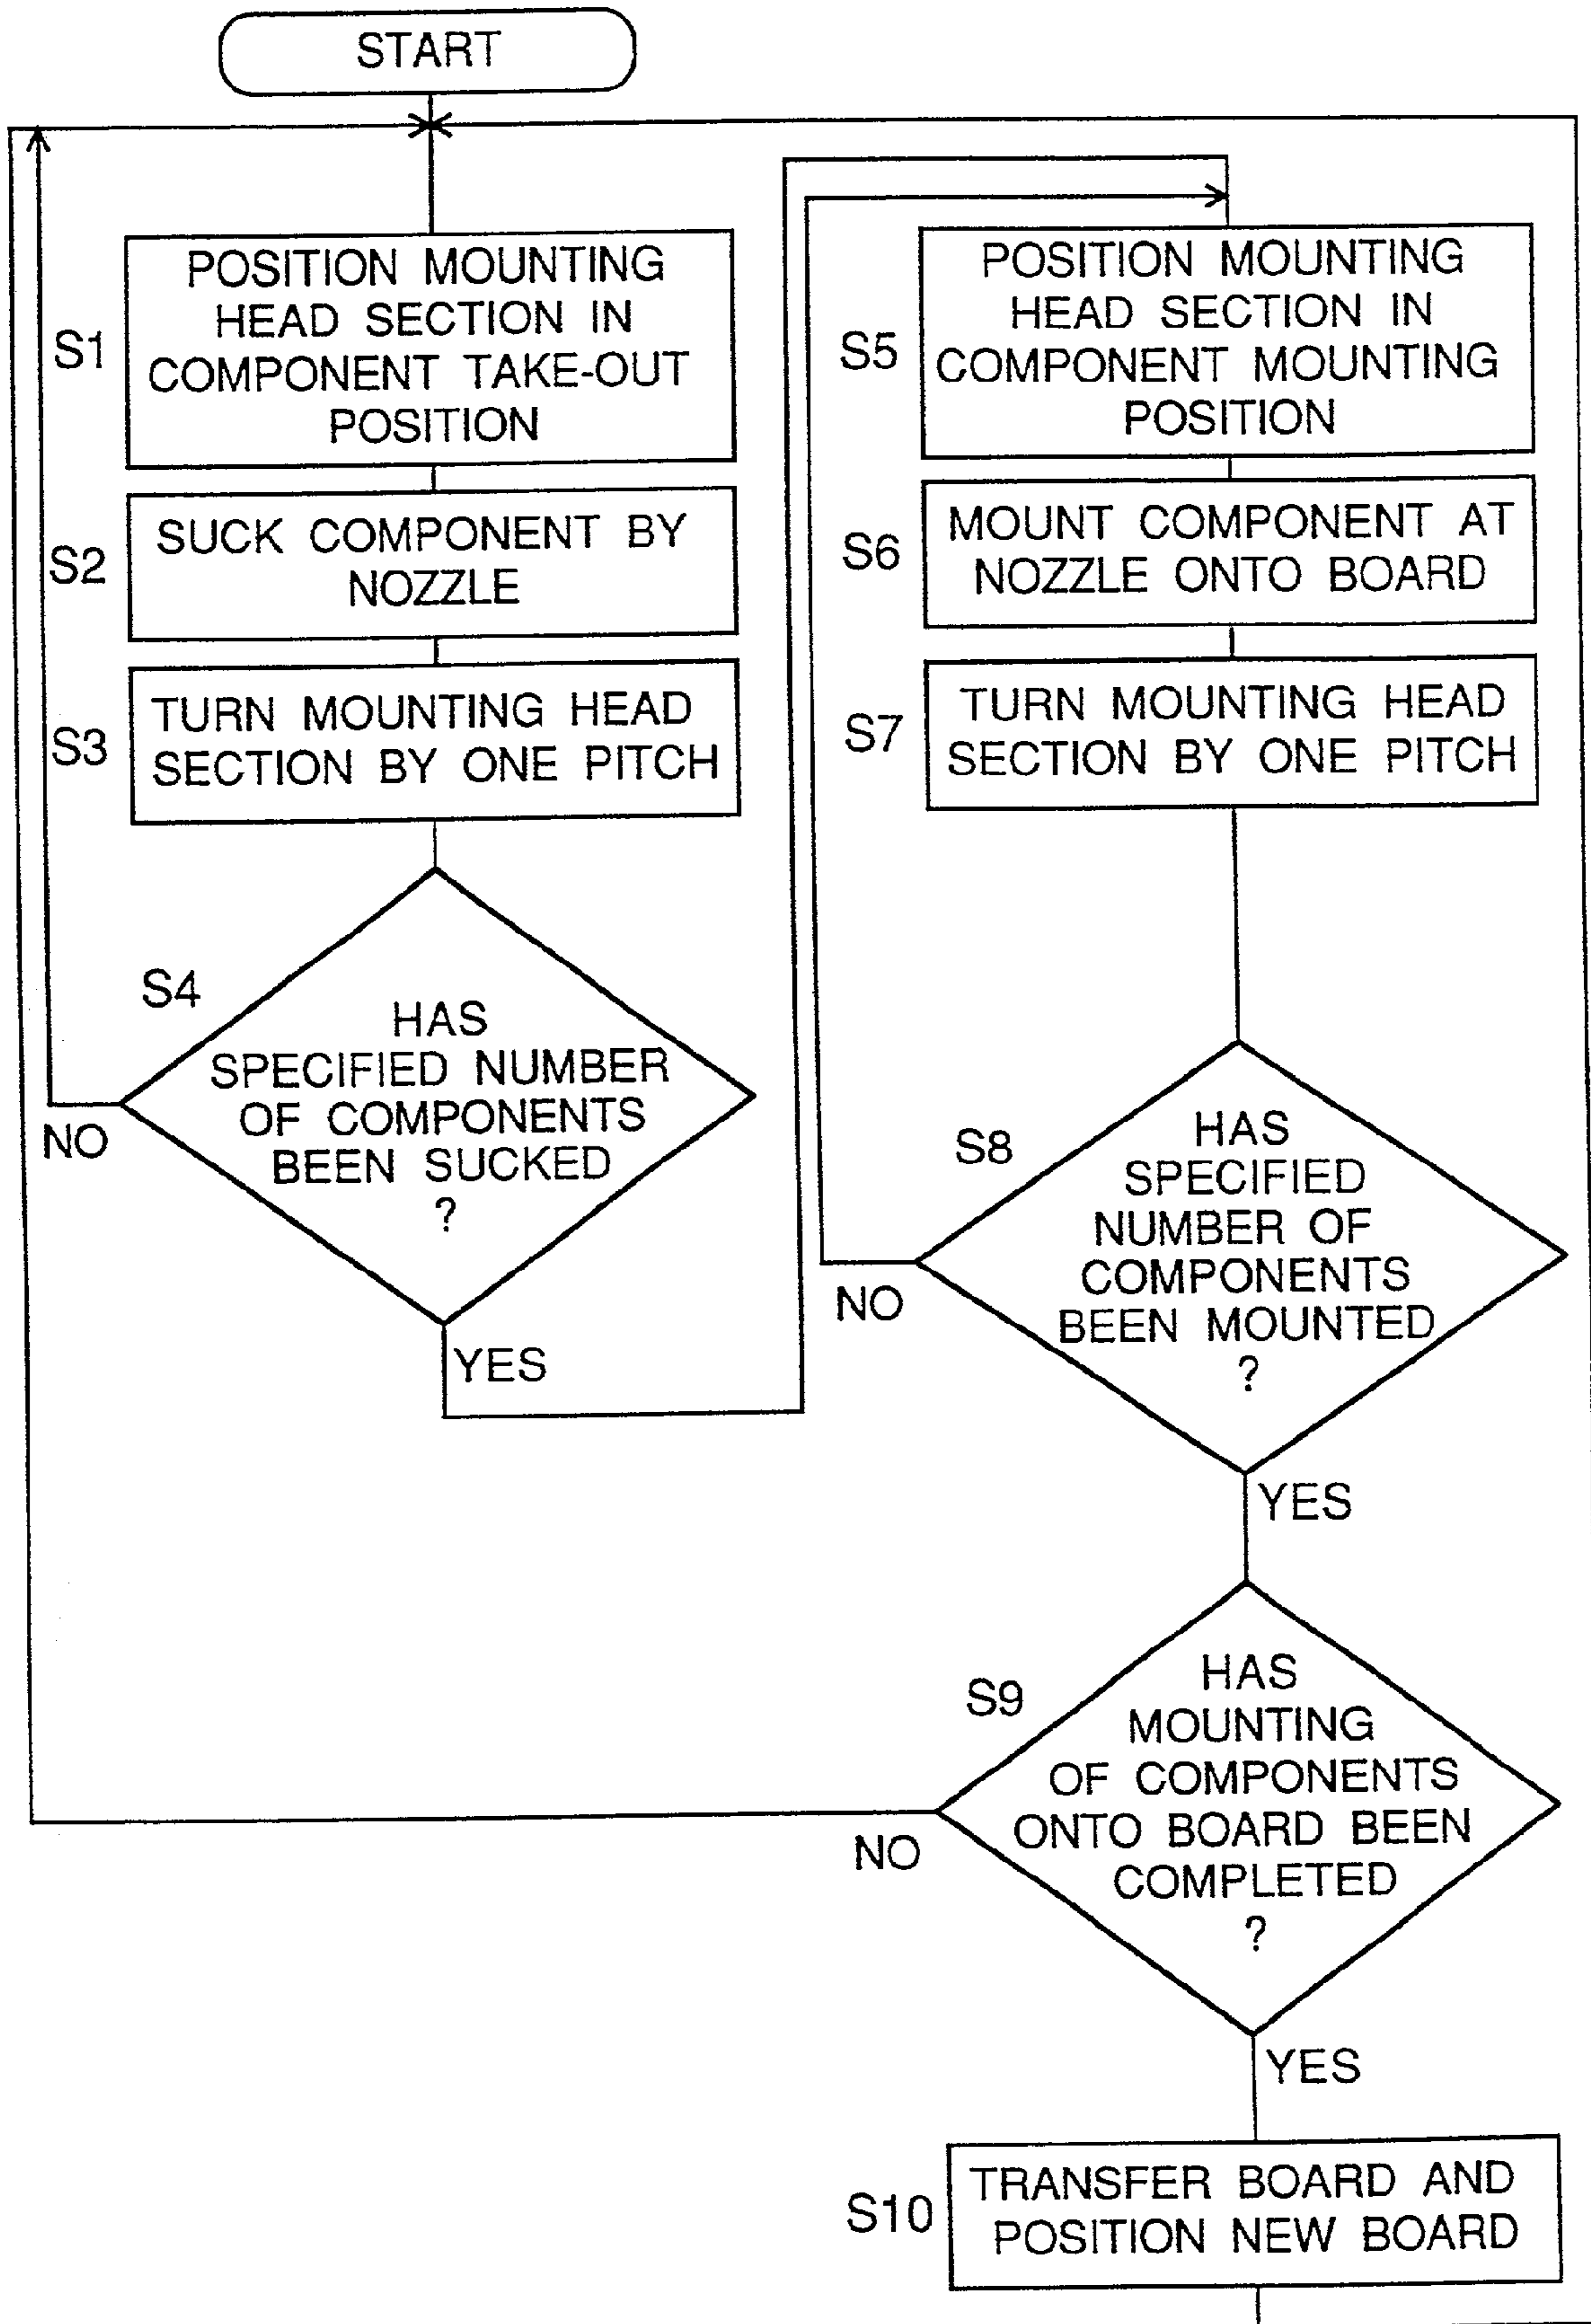 START
S1
POSITION MOUNTING
HEAD SECTION IN
COMPONENT TAKE-OUT
POSITION
S2
SUCK COMPONENT BY
NOZZLE
S3
TURN MOUNTING HEAD
SECTION BY ONE PITCH
S4
HAS
SPECIFIED NUMBER
OF COMPONENTS
BEEN SUCKED
?
NO
YES
S5
POSITION MOUNTING
HEAD SECTION IN
COMPONENT MOUNTING
POSITION
S6
MOUNT COMPONENT AT
NOZZLE ONTO BOARD
S7
TURN MOUNTING HEAD
SECTION BY ONE PITCH
S8
HAS
SPECIFIED
NUMBER OF
COMPONENTS
BEEN MOUNTED
?
NO
YES
S9
HAS
MOUNTING
OF COMPONENTS
ONTO BOARD BEEN
COMPLETED
?
NO
YES
S10
TRANSFER BOARD AND
POSITION NEW BOARD